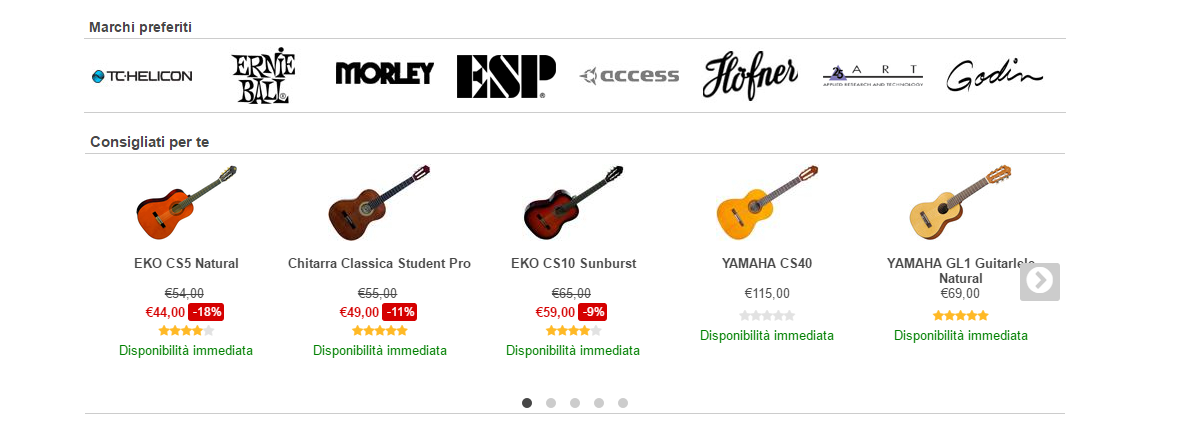 Marchi preferiti
TC·HELICON
ERNIE
BALL®
MORLEY
ESP®
access
Höfner
ART
APPLIED RESEARCH AND TECHNOLOGY
Godin
Consigliati per te
EKO CS5 Natural
€54,00
€44,00 -18%
Disponibilità immediata
Chitarra Classica Student Pro
€55,00
€49,00 -11%
Disponibilità immediata
EKO CS10 Sunburst
€65,00
€59,00 -9%
Disponibilità immediata
YAMAHA CS40
€115,00
Disponibilità immediata
YAMAHA GL1 Guitarlele
Natural
€69,00
Disponibilità immediata